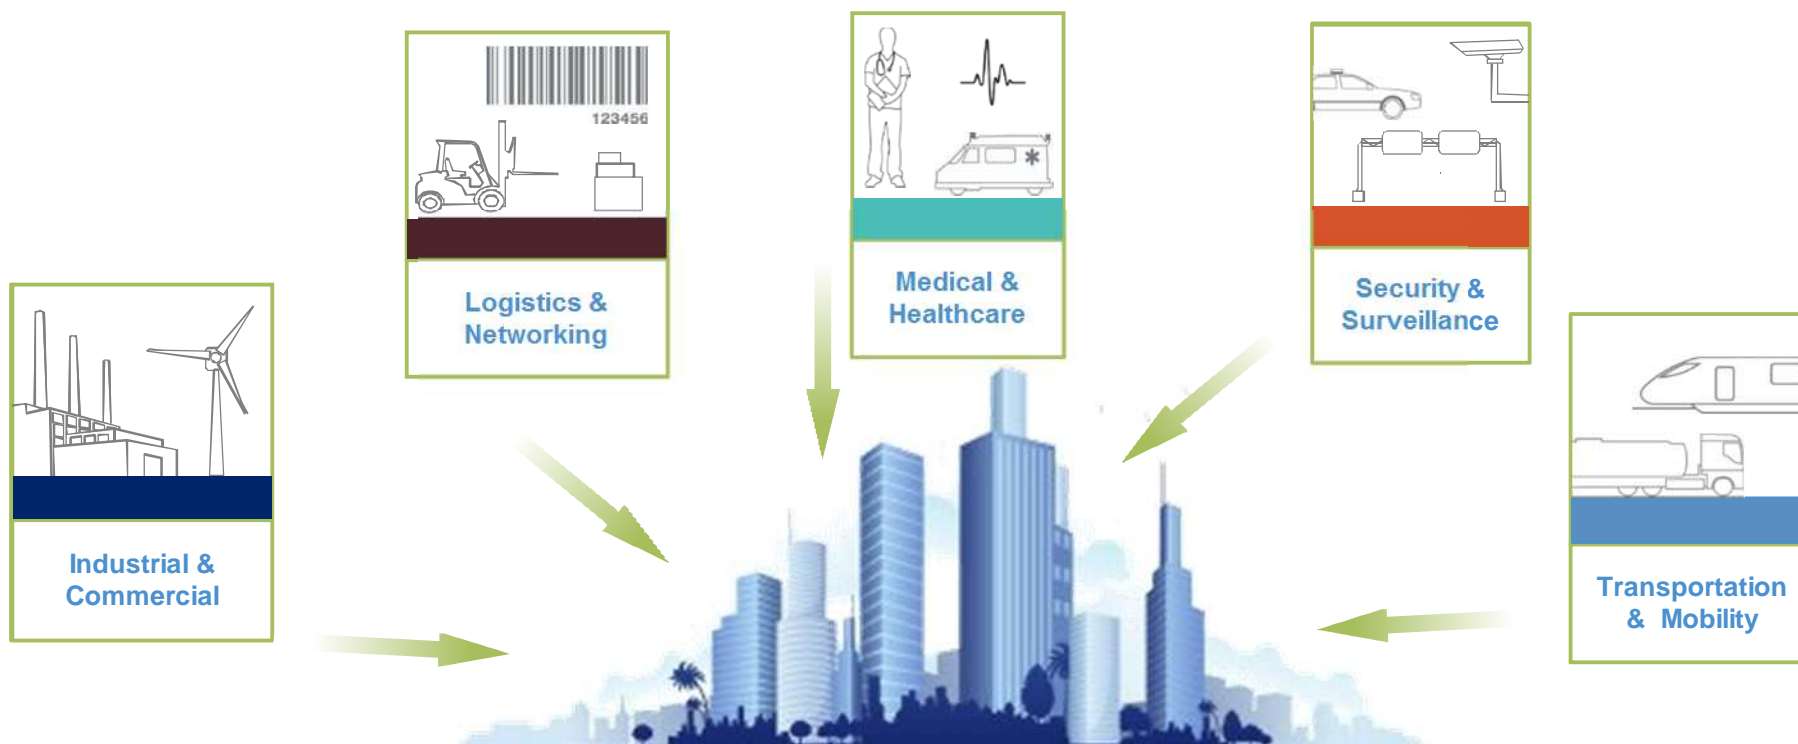 123456
Logistics &
Networking
Medical &
Healthcare
Security &
Surveillance
Industrial &
Commercial
Transportation
& Mobility